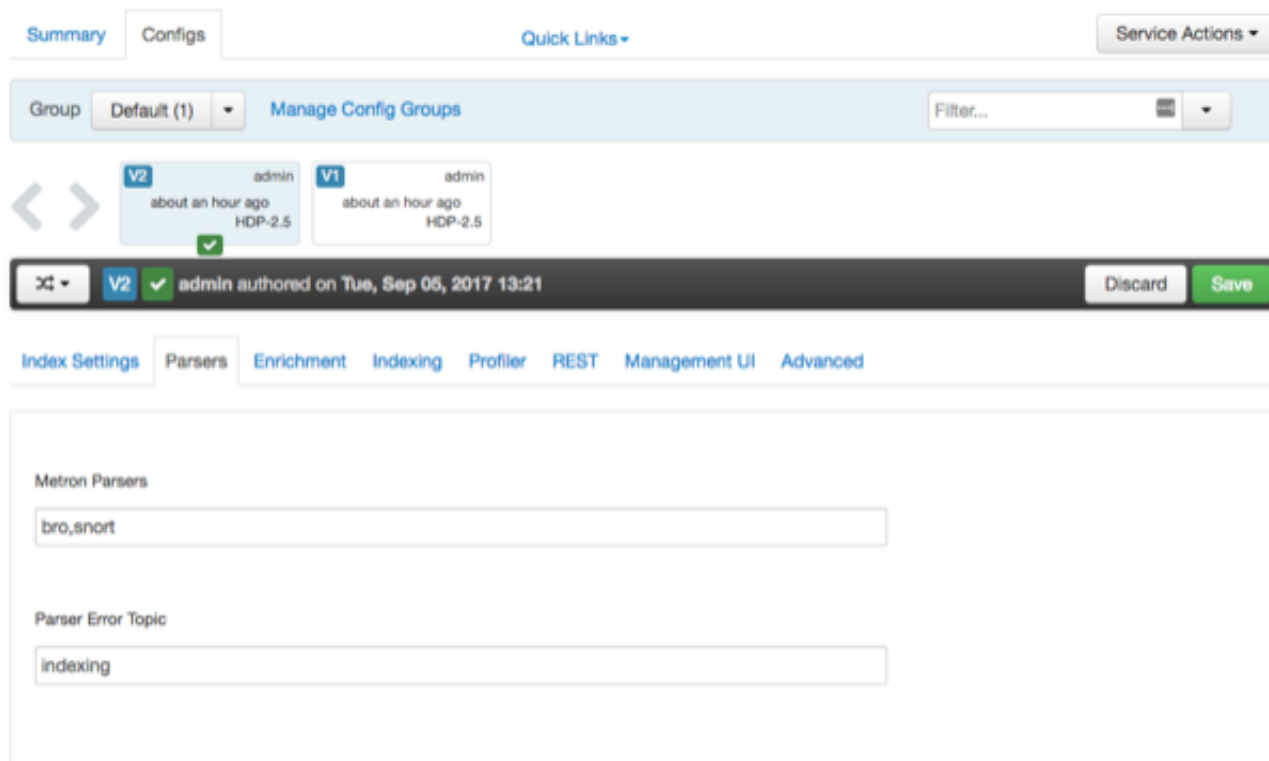 Summary Configs Quick Links Service Actions
Group Default (1) Manage Config Groups Filter...
V2 admin V1 admin
about an hour ago about an hour ago
HDP-2.5 HDP-2.5
V2 admin authored on Tue, Sep 05, 2017 13:21 Discard Save
Index Settings Parsers Enrichment Indexing Profiler REST Management UI Advanced
Metron Parsers
bro,snort
Parser Error Topic
indexing